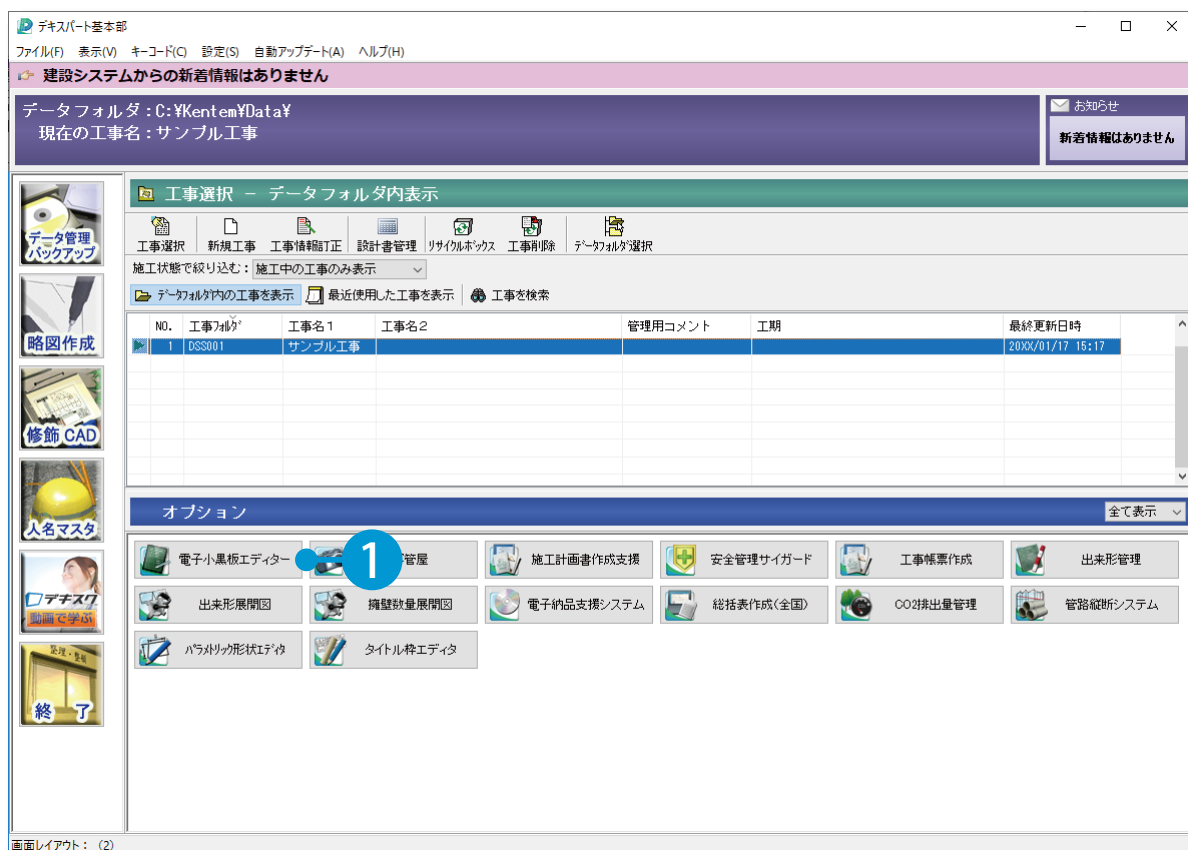 デキスパート基本部
ファイル(F) 表示(V) キーコード(C) 設定(S) 自動アップデート(A) ヘルプ(H)
建設システムからの新着情報はありません
データフォルダ：C:¥Kentem¥Data¥
現在の工事名：サンプル工事
お知らせ
新着情報はありません
データ管理
バックアップ
略図作成
修飾CAD
人名マスタ
デキスク
動画で学ぶ
整理・整頓
終 了
工事選択 － データフォルダ内表示
工事選択 新規工事 工事情報訂正 設計書管理 リサイクルボックス 工事削除 データフォルダ選択
施工状態で絞り込む： 施工中の工事のみ表示
データフォルダ内の工事を表示 最近使用した工事を表示 工事を検索
NO. 工事フォルダ 工事名1 工事名2 管理用コメント 工期 最終更新日時
1 DSS001 サンプル工事 20XX/01/17 15:17
オプション 全て表示
電子小黒板エディター 1 管屋 施工計画書作成支援 安全管理サイガード 工事帳票作成 出来形管理
出来形展開図 擁壁数量展開図 電子納品支援システム 総括表作成(全国) CO2排出量管理 管路縦断システム
パラメトリック形状エディタ タイトル枠エディタ
画面レイアウト： (2)